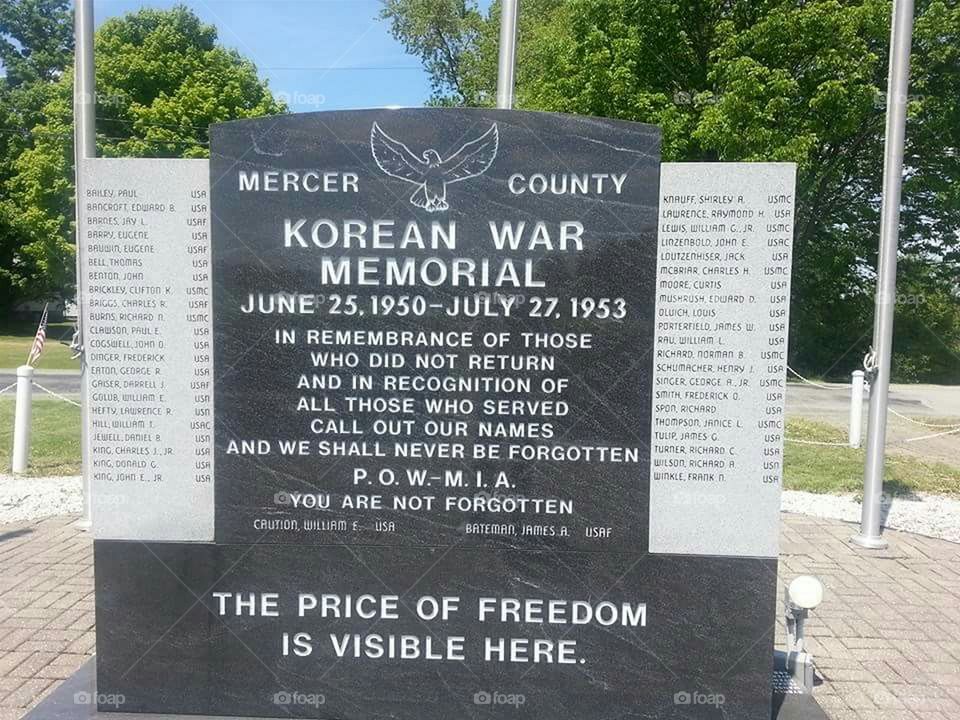 MERCER COUNTY
KOREAN WAR
MEMORIAL
JUNE 25, 1950–JULY 27, 1953
IN REMEMBRANCE OF THOSE
WHO DID NOT RETURN
AND IN RECOGNITION OF
ALL THOSE WHO SERVED
CALL OUT OUR NAMES
AND WE SHALL NEVER BE FORGOTTEN
P.O.W.–M.I.A.
YOU ARE NOT FORGOTTEN
CAUTION, WILLIAM E. USA BATEMAN, JAMES A. USAF
THE PRICE OF FREEDOM
IS VISIBLE HERE.
BAILEY, PAUL USA
BANCROFT, EDWARD B. USA
BARNES, JAY L. USAF
BARRY, EUGENE USA
BAUWIN, EUGENE USAF
BELL, THOMAS USA
BENTON, JOHN USA
BRICKLEY, CLIFTON K. USMC
BRIGGS, CHARLES R. USAF
BURNS, RICHARD N. USMC
CLAWSON, PAUL E. USA
COGSWELL, JOHN D. USA
DINGER, FREDERICK USA
EATON, GEORGE R. USA
GAISER, DARRELL J. USAF
GOLUB, WILLIAM E. USN
HEFTY, LAWRENCE R. USN
HILL, WILLIAM T. USAC
JEWELL, DANIEL B. USN
KING, CHARLES J., JR. USA
KING, DONALD G. USA
KING, JOHN E., JR. USA
KNAUFF, SHIRLEY A. USMC
LAWRENCE, RAYMOND H. USA
LEWIS, WILLIAM G., JR. USMC
LINZENBOLD, JOHN E. USAC
LOUTZENHISER, JACK USA
MCBRIAR, CHARLES H. USMC
MOORE, CURTIS USA
MUSHRUSH, EDWARD D. USA
OLUICH, LOUIS USA
PORTERFIELD, JAMES W. USA
RAU, WILLIAM L. USA
RICHARD, NORMAN B. USMC
SCHUMACHER, HENRY J. USA
SINGER, GEORGE A., JR. USMC
SMITH, FREDERICK O. USA
SPON, RICHARD USA
THOMPSON, JANICE L. USMC
TULIP, JAMES G. USA
TURNER, RICHARD C. USA
WILSON, RICHARD A. USN
WINKLE, FRANK N. USA
foap
foap
foap
foap
foap
foap
foap
foap